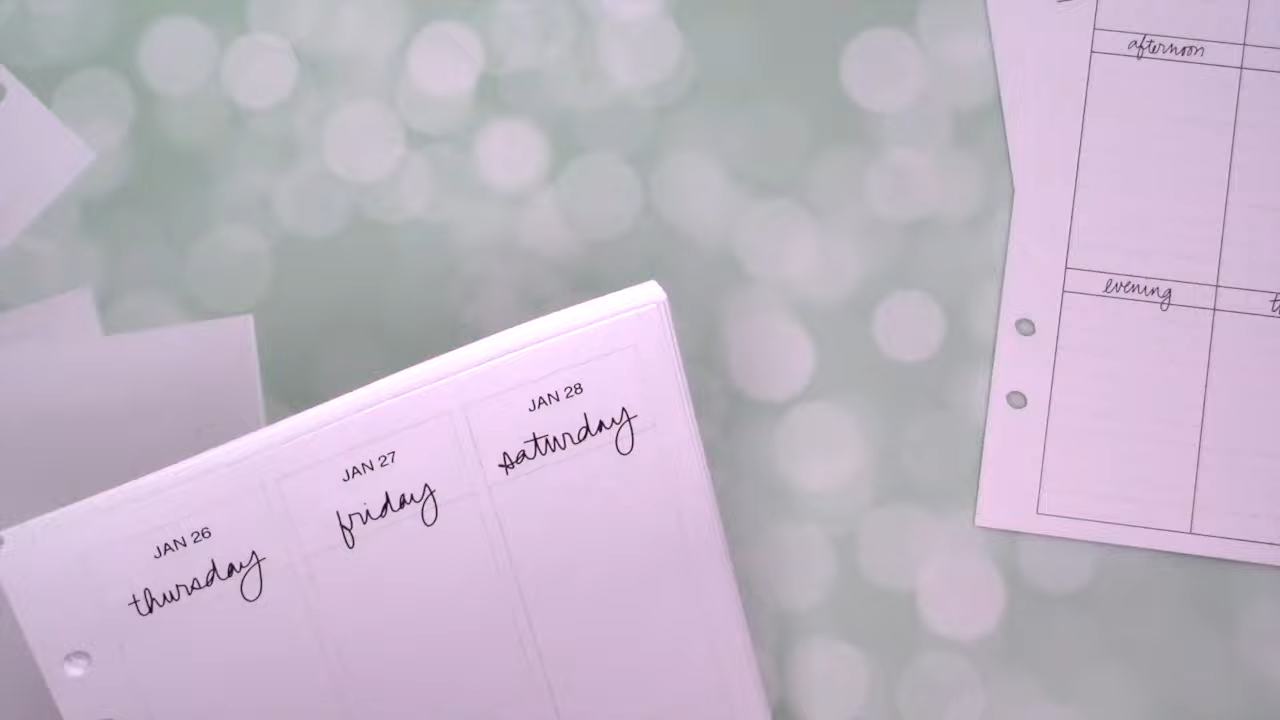 afternoon
evening
JAN 28
saturday
JAN 27
friday
JAN 26
thursday